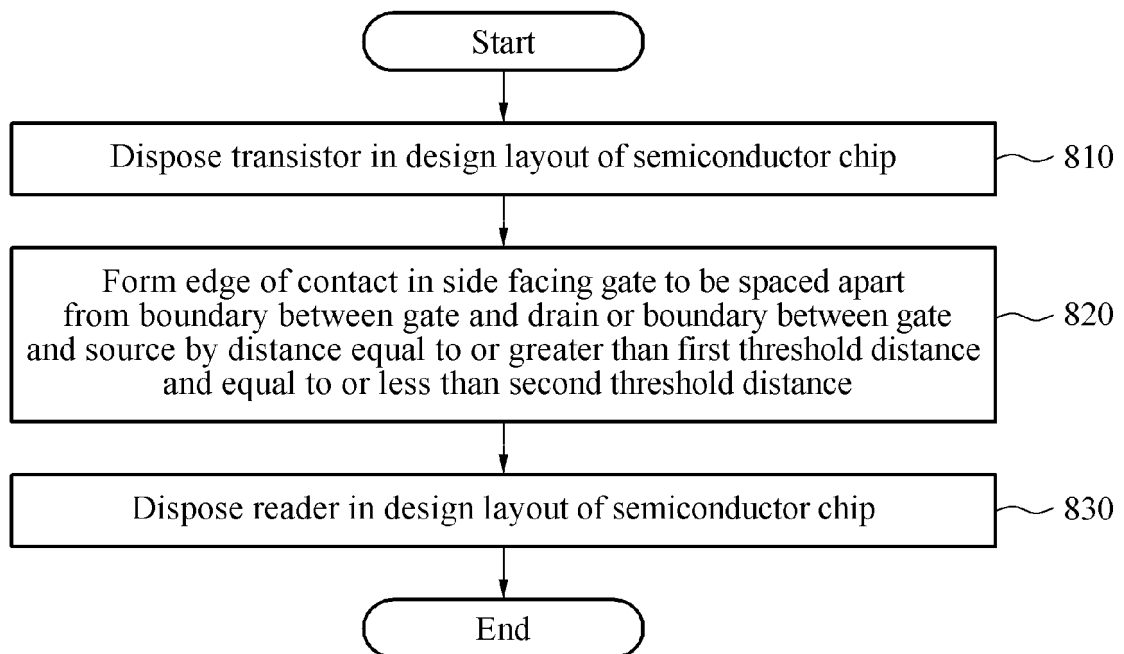 Start
Dispose transistor in design layout of semiconductor chip
810
Form edge of contact in side facing gate to be spaced apart
from boundary between gate and drain or boundary between gate
and source by distance equal to or greater than first threshold distance
and equal to or less than second threshold distance
820
Dispose reader in design layout of semiconductor chip
830
End